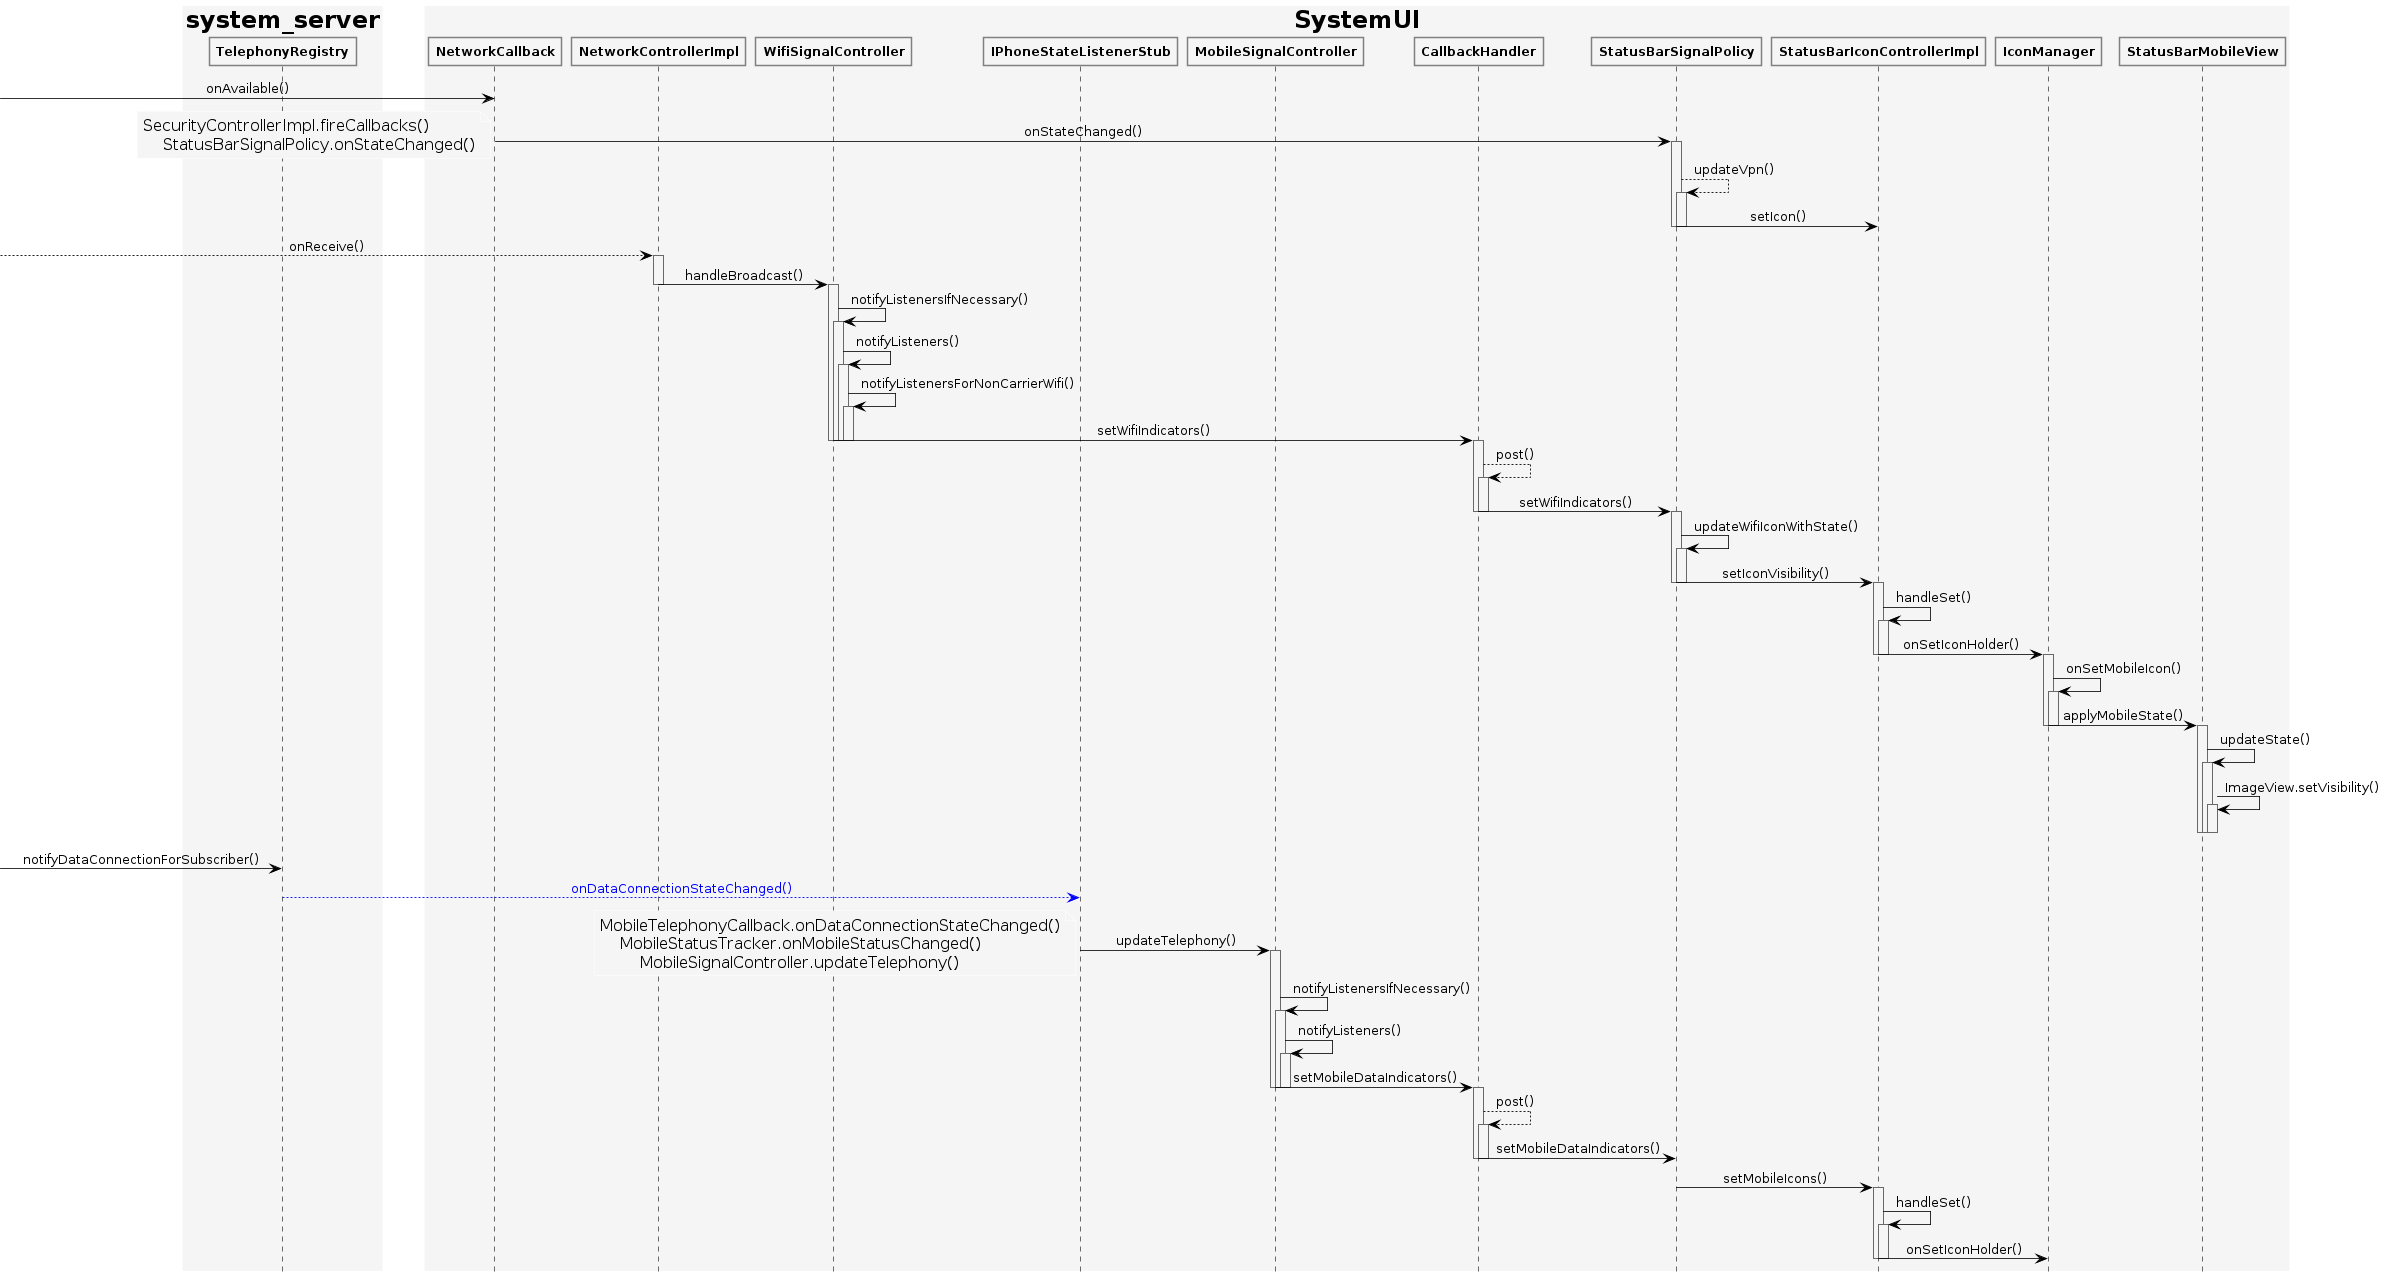 system_server
SystemUI
TelephonyRegistry
NetworkCallback
NetworkControllerImpl
WifiSignalController
IPhoneStateListenerStub
MobileSignalController
CallbackHandler
StatusBarSignalPolicy
StatusBarIconControllerImpl
IconManager
StatusBarMobileView
onAvailable()
SecurityControllerImpl.fireCallbacks()
StatusBarSignalPolicy.onStateChanged()
onStateChanged()
updateVpn()
setIcon()
onReceive()
handleBroadcast()
notifyListenersIfNecessary()
notifyListeners()
notifyListenersForNonCarrierWifi()
setWifiIndicators()
post()
setWifiIndicators()
updateWifiIconWithState()
setIconVisibility()
handleSet()
onSetIconHolder()
onSetMobileIcon()
applyMobileState()
updateState()
ImageView.setVisibility()
notifyDataConnectionForSubscriber()
onDataConnectionStateChanged()
MobileTelephonyCallback.onDataConnectionStateChanged()
MobileStatusTracker.onMobileStatusChanged()
MobileSignalController.updateTelephony()
updateTelephony()
notifyListenersIfNecessary()
notifyListeners()
setMobileDataIndicators()
post()
setMobileDataIndicators()
setMobileIcons()
handleSet()
onSetIconHolder()